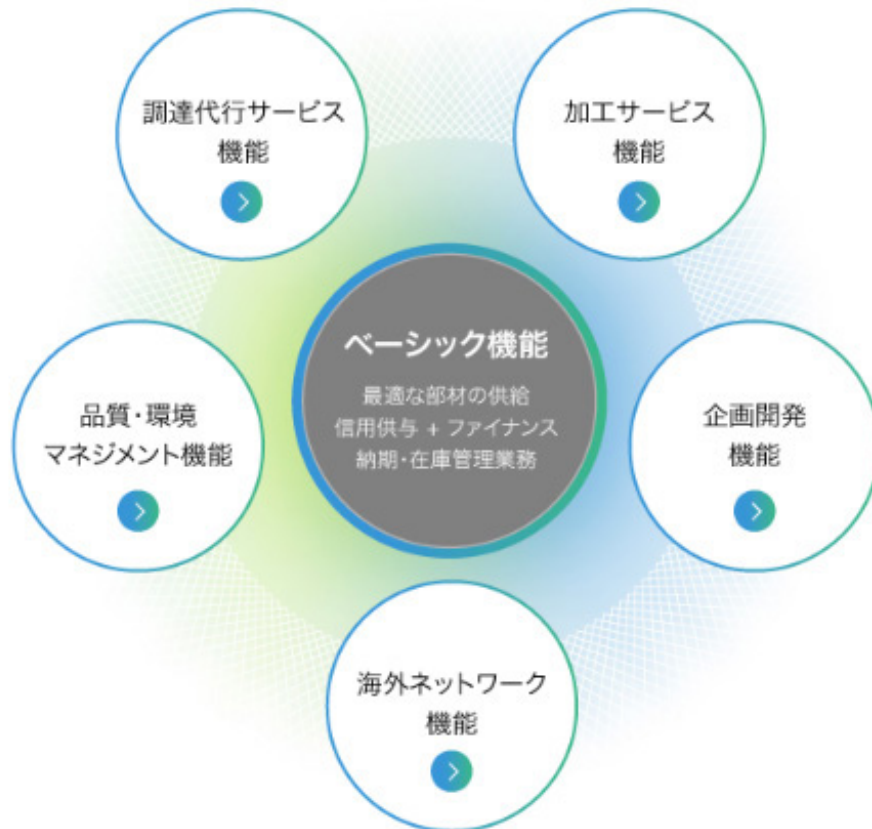 調達代行サービス
機能
加工サービス
機能
ベーシック機能
最適な部材の供給
信用供与 + ファイナンス
納期・在庫管理業務
品質・環境
マネジメント機能
企画開発
機能
海外ネットワーク
機能